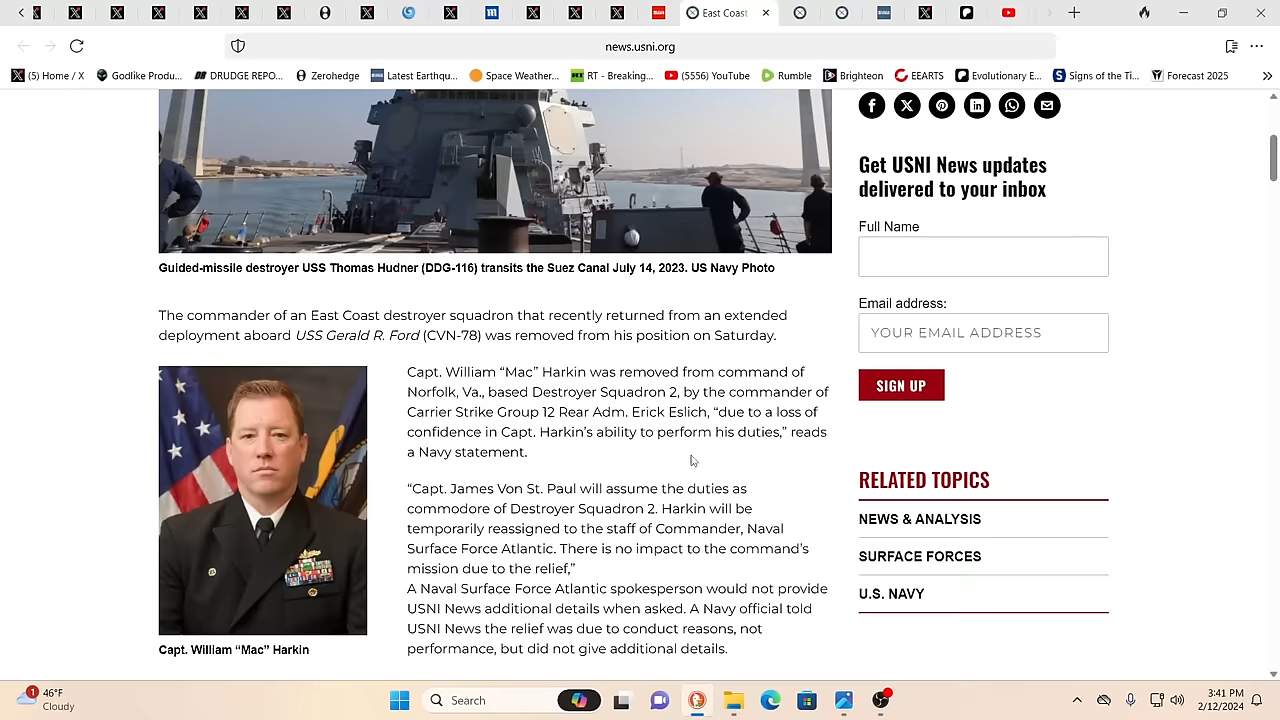 East Coast
news.usni.org
(5) Home / X
Godlike Produ...
DRUDGE REPO...
Zerohedge
Latest Earthqu...
Space Weather...
RT - Breaking...
(5556) YouTube
Rumble
Brighteon
EEARTS
Evolutionary E...
Signs of the Ti...
Forecast 2025
Guided-missile destroyer USS Thomas Hudner (DDG-116) transits the Suez Canal July 14, 2023. US Navy Photo
The commander of an East Coast destroyer squadron that recently returned from an extended
deployment aboard USS Gerald R. Ford (CVN-78) was removed from his position on Saturday.
Capt. William “Mac” Harkin was removed from command of
Norfolk, Va., based Destroyer Squadron 2, by the commander of
Carrier Strike Group 12 Rear Adm. Erick Eslich, “due to a loss of
confidence in Capt. Harkin’s ability to perform his duties,” reads
a Navy statement.
“Capt. James Von St. Paul will assume the duties as
commodore of Destroyer Squadron 2. Harkin will be
temporarily reassigned to the staff of Commander, Naval
Surface Force Atlantic. There is no impact to the command’s
mission due to the relief,”
A Naval Surface Force Atlantic spokesperson would not provide
USNI News additional details when asked. A Navy official told
USNI News the relief was due to conduct reasons, not
performance, but did not give additional details.
Capt. William “Mac” Harkin
Get USNI News updates
delivered to your inbox
Full Name
Email address:
YOUR EMAIL ADDRESS
SIGN UP
RELATED TOPICS
NEWS & ANALYSIS
SURFACE FORCES
U.S. NAVY
1
46°F
Cloudy
Search
3:41 PM
2/12/2024